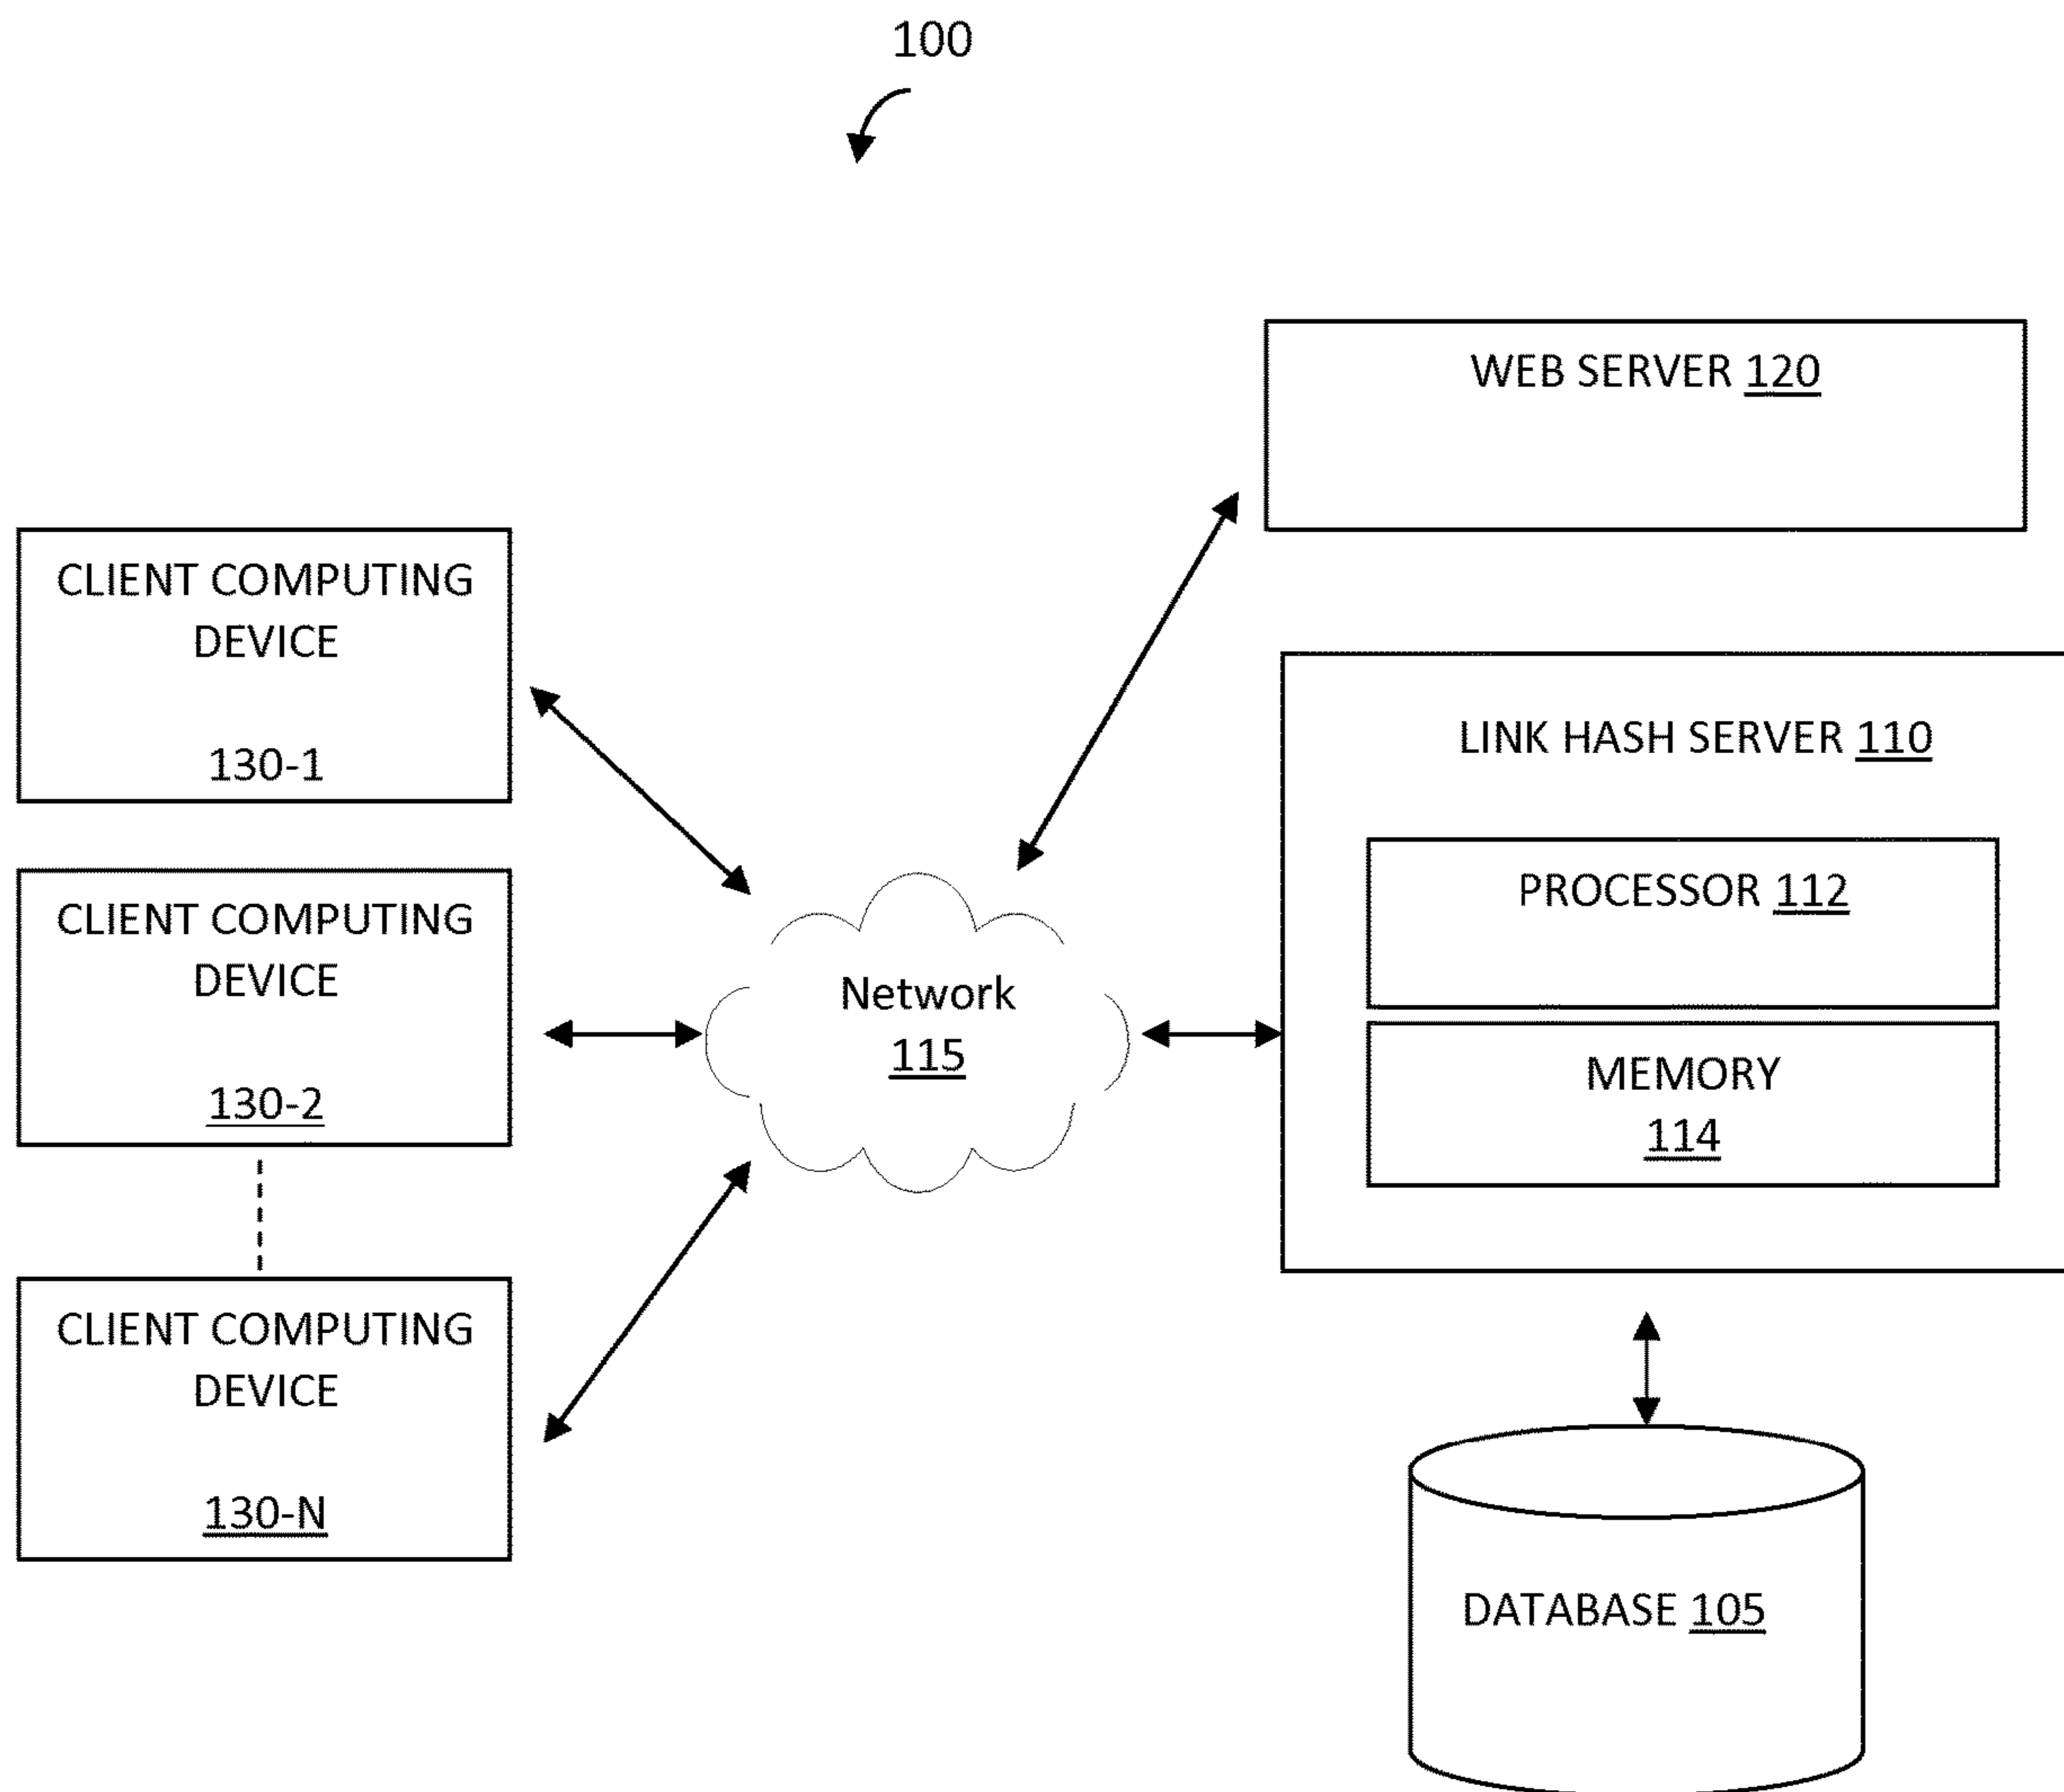 100
WEB SERVER 120
CLIENT COMPUTING
DEVICE
130-1
LINK HASH SERVER 110
PROCESSOR 112
MEMORY
114
CLIENT COMPUTING
DEVICE
130-2
Network
115
CLIENT COMPUTING
DEVICE
130-N
DATABASE 105